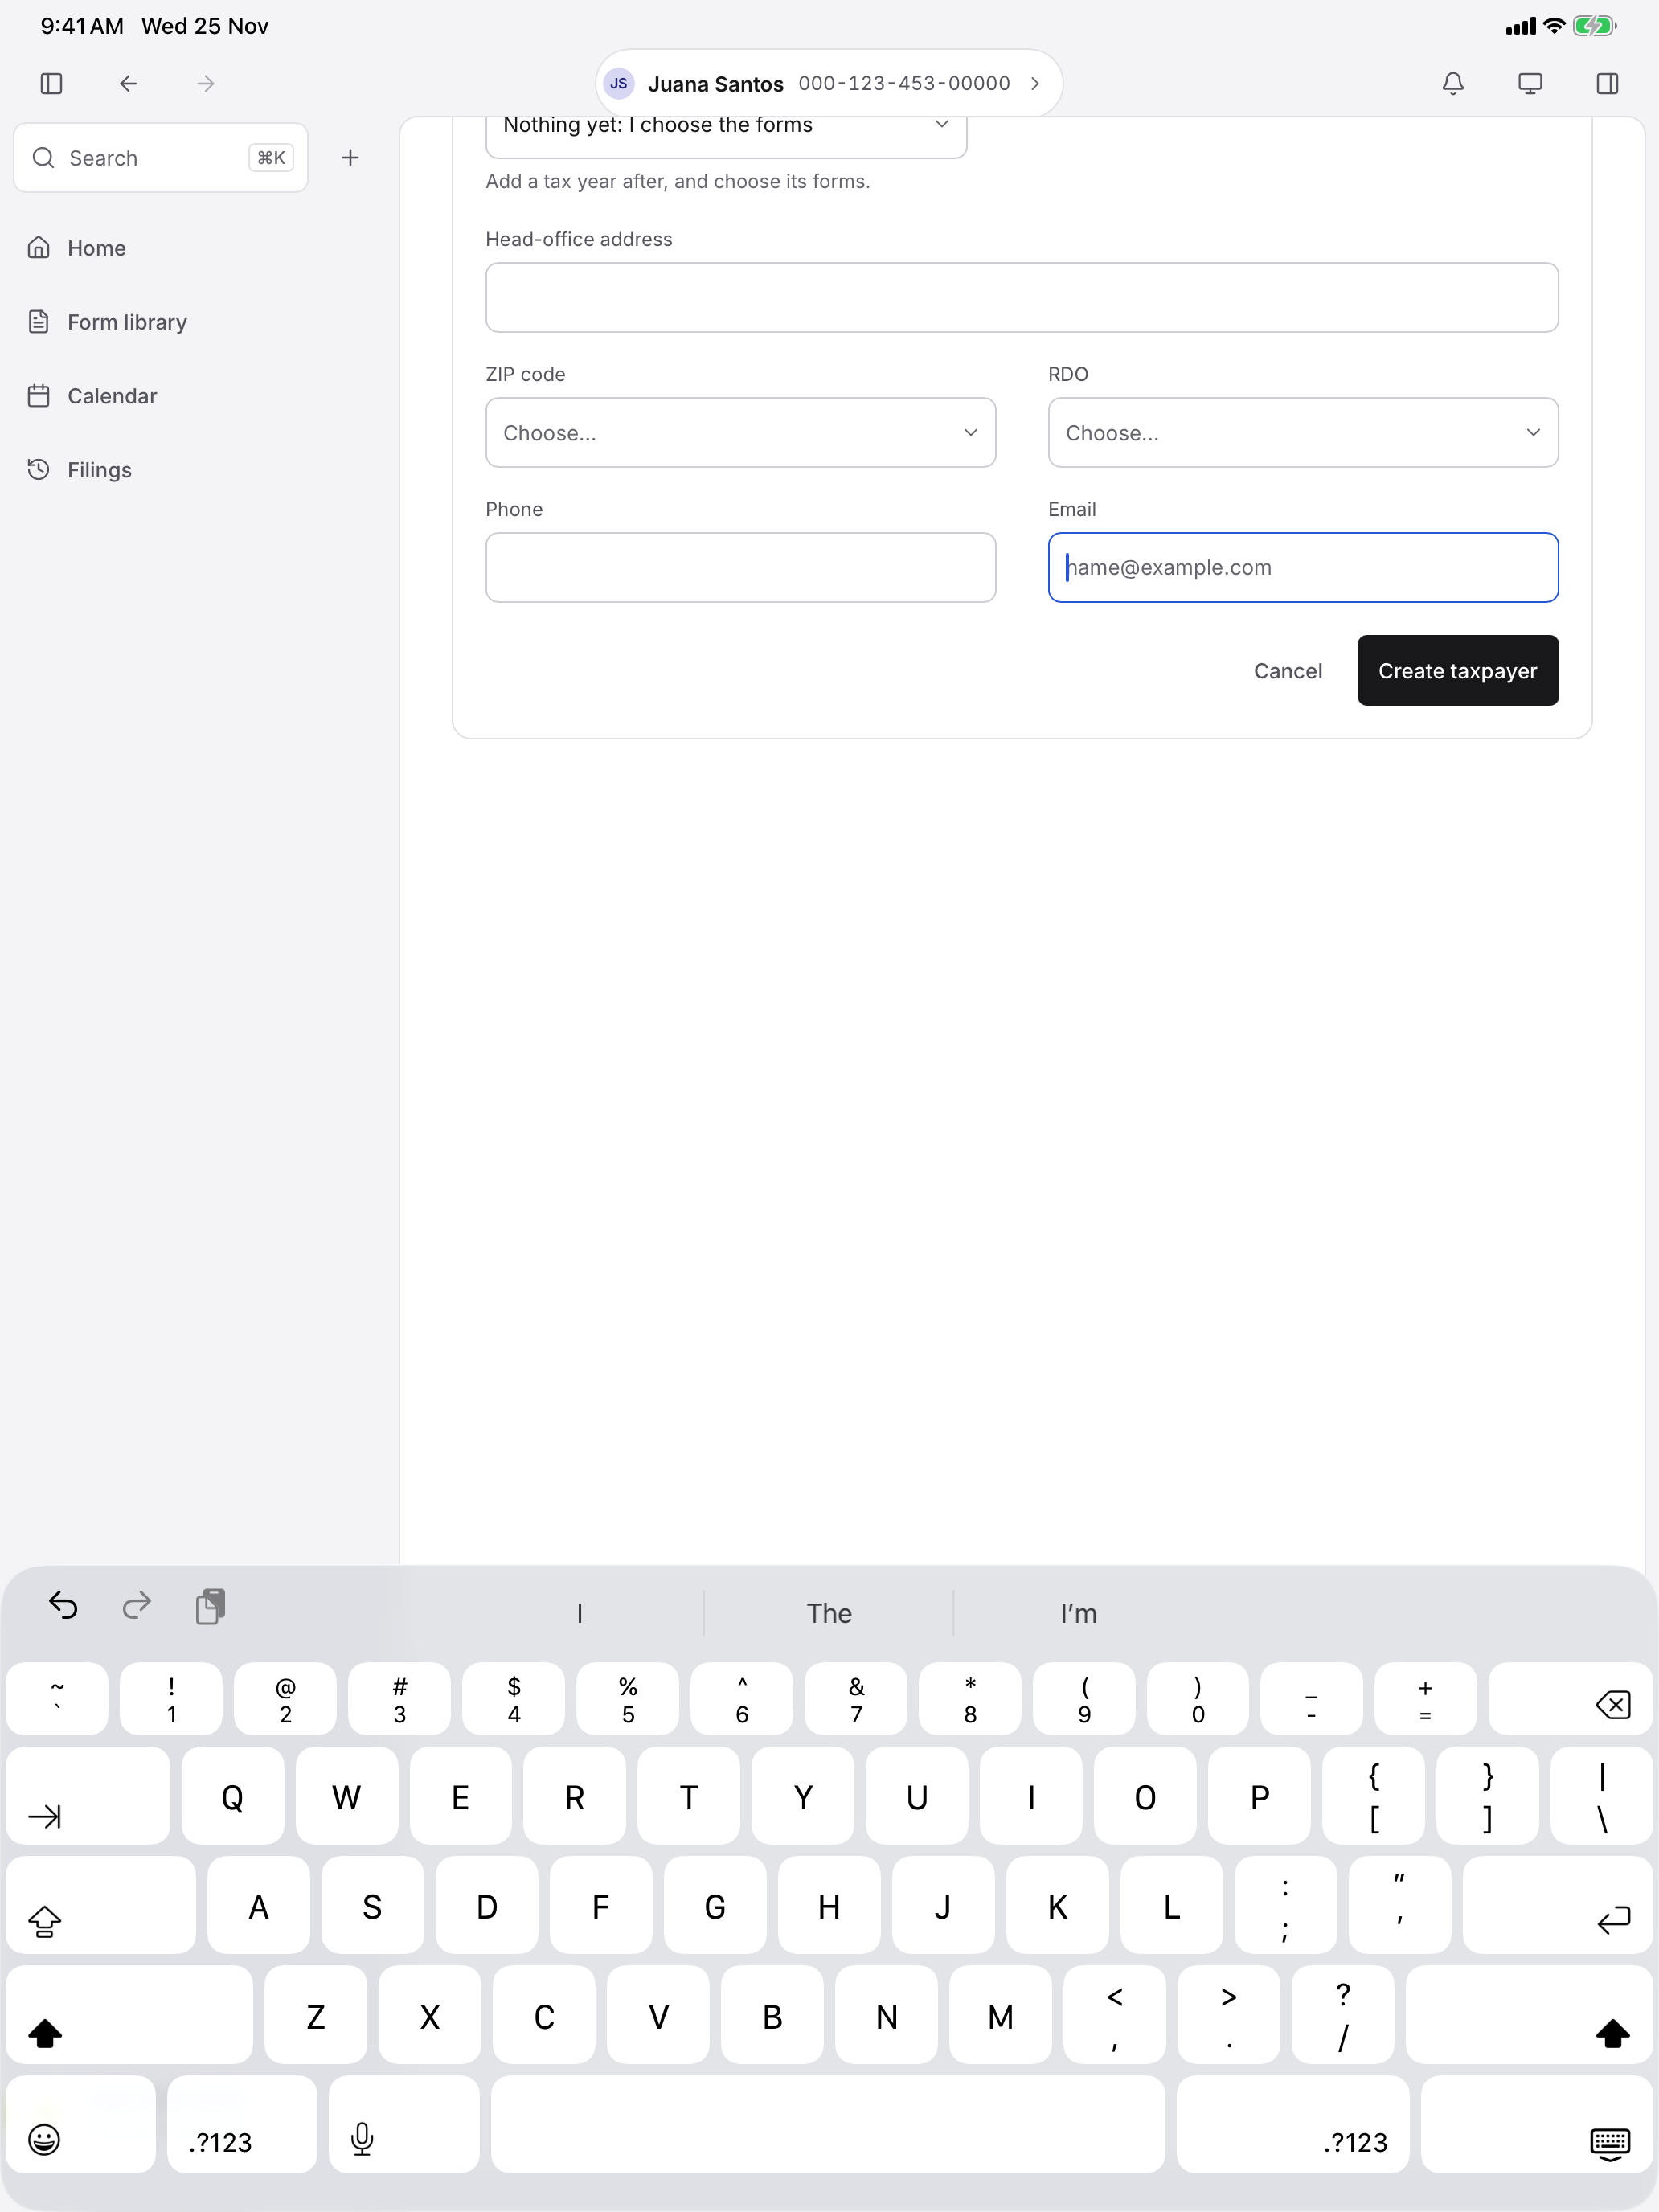 9:41 AM Wed 25 Nov
JS Juana Santos 000-123-453-00000
Search ⌘K
Home
Form library
Calendar
Filings
Nothing yet: I choose the forms
Add a tax year after, and choose its forms.
Head-office address
ZIP code RDO
Choose... Choose...
Phone Email
name@example.com
Cancel Create taxpayer
I The I’m
~ ! @ # $ % ^ & * ( ) _ +
` 1 2 3 4 5 6 7 8 9 0 - =
Q W E R T Y U I O P { } |
[ ] \
A S D F G H J K L : "
; '
Z X C V B N M < > ?
, . /
.?123 .?123